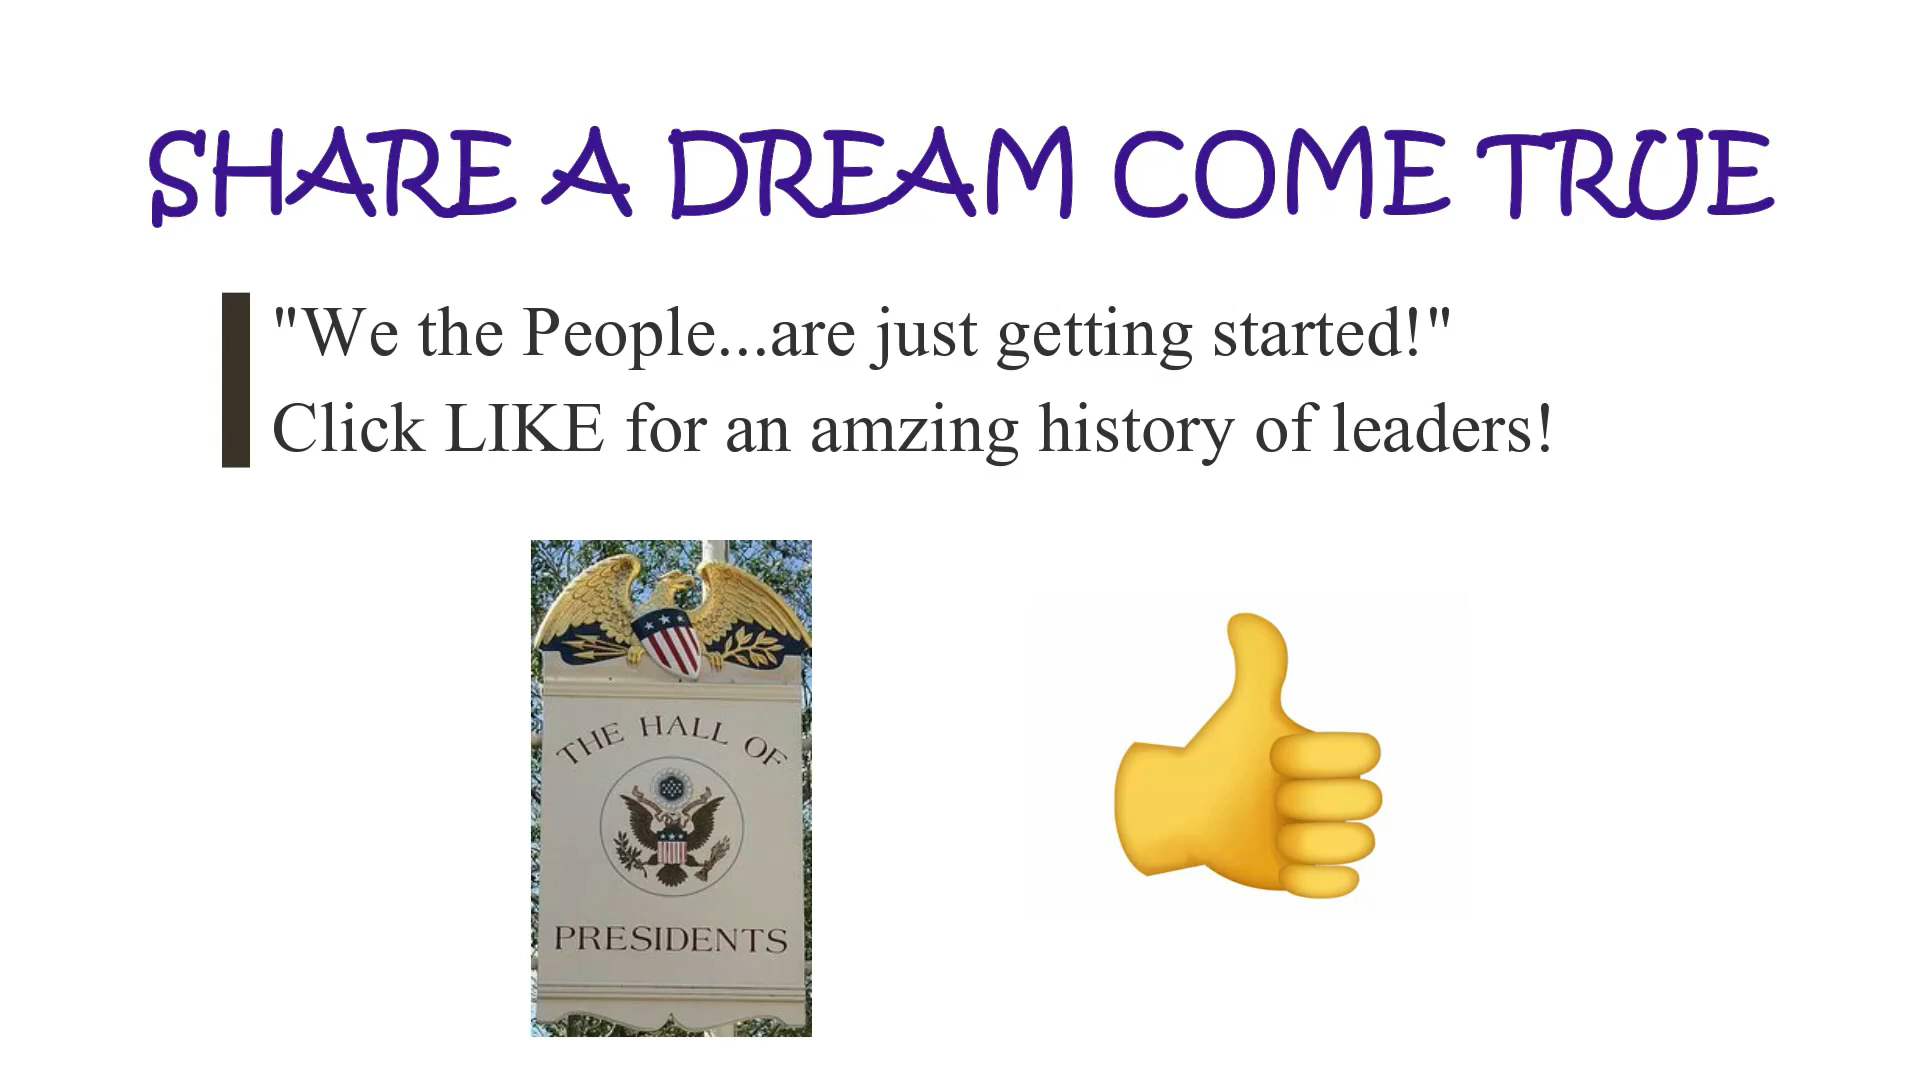 SHARE A DREAM COME TRUE
"We the People...are just getting started!"
Click LIKE for an amzing history of leaders!
THE HALL OF
PRESIDENTS